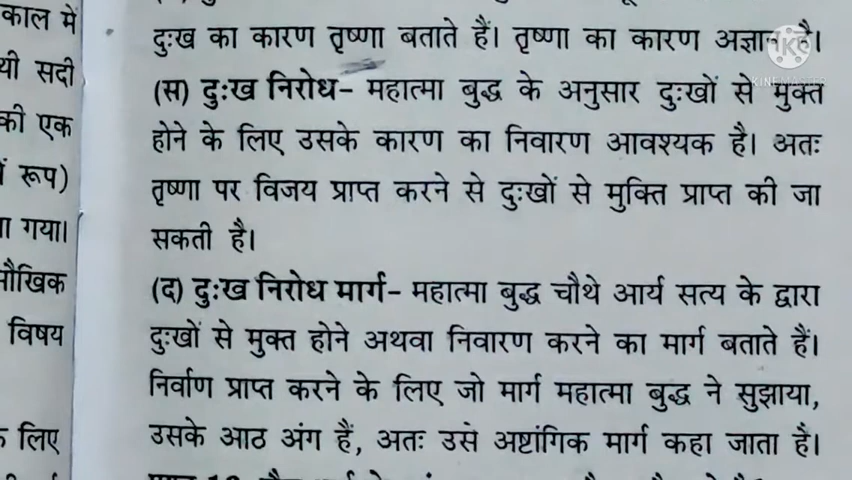 काल में
थी सदी
की एक
रूप)
गया।
मौखिक
विषय
लिए
दुःख का कारण तृष्णा बताते हैं। तृष्णा का कारण अज्ञान है।
(स) दुःख निरोध– महात्मा बुद्ध के अनुसार दुःखों से मुक्त
होने के लिए उसके कारण का निवारण आवश्यक है। अतः
तृष्णा पर विजय प्राप्त करने से दुःखों से मुक्ति प्राप्त की जा
सकती है।
(द) दुःख निरोध मार्ग– महात्मा बुद्ध चौथे आर्य सत्य के द्वारा
दुःखों से मुक्त होने अथवा निवारण करने का मार्ग बताते हैं।
निर्वाण प्राप्त करने के लिए जो मार्ग महात्मा बुद्ध ने सुझाया,
उसके आठ अंग हैं, अतः उसे अष्टांगिक मार्ग कहा जाता है।
KINEMASTER